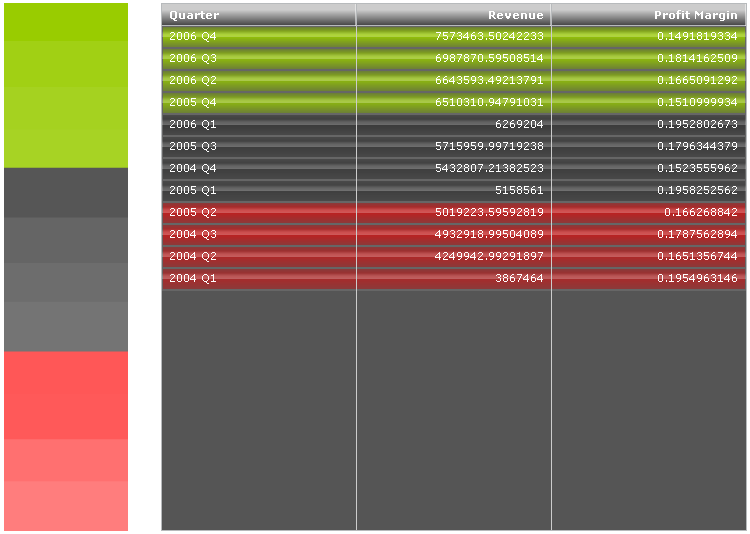 Quarter Revenue Profit Margin
2006 Q4 7573463.50242233 0.1491819334
2006 Q3 6987870.59508514 0.1814162509
2006 Q2 6643593.49213791 0.1665091292
2005 Q4 6510310.94791031 0.1510999934
2006 Q1 6269204 0.1952802673
2005 Q3 5715959.99719238 0.1796344379
2004 Q4 5432807.21382523 0.1523555962
2005 Q1 5158561 0.1958252562
2005 Q2 5019223.59592819 0.166268842
2004 Q3 4932918.99504089 0.1787562894
2004 Q2 4249942.99291897 0.1651356744
2004 Q1 3867464 0.1954963146